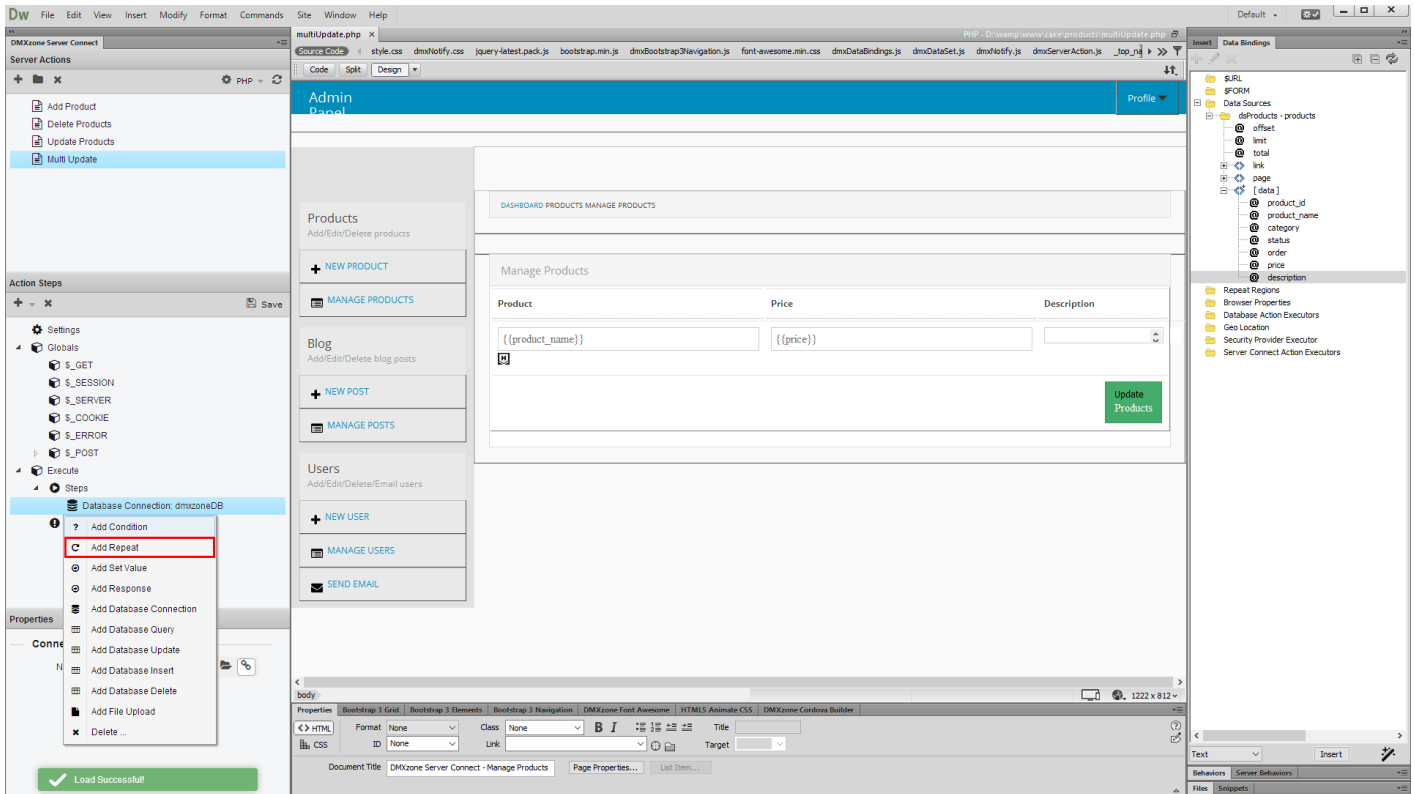 Dw File Edit View Insert Modify Format Commands Site Window Help Default
DMXzone Server Connect
Server Actions
PHP
Add Product
Delete Products
Update Products
Multi Update
Action Steps
Save
Settings
Globals
$_GET
$_SESSION
$_SERVER
$_COOKIE
$_ERROR
$_POST
Execute
Steps
Database Connection: dmxzoneDB
? Add Condition
Add Repeat
Add Set Value
Add Response
Add Database Connection
Add Database Query
Add Database Update
Add Database Insert
Add Database Delete
Add File Upload
Delete ...
Properties
Conne
N
Load Successful!
multiUpdate.php × PHP - D:\wamp\www\cake\products\multiUpdate.php
Source Code style.css dmxNotify.css jquery-latest.pack.js bootstrap.min.js dmxBootstrap3Navigation.js font-awesome.min.css dmxDataBindings.js dmxDataSet.js dmxNotify.js dmxServerAction.js _top_na
Code Split Design
Admin
Panel
Profile
Products
Add/Edit/Delete products
NEW PRODUCT
MANAGE PRODUCTS
Blog
Add/Edit/Delete blog posts
NEW POST
MANAGE POSTS
Users
Add/Edit/Delete/Email users
NEW USER
MANAGE USERS
SEND EMAIL
DASHBOARD PRODUCTS MANAGE PRODUCTS
Manage Products
Product Price Description
{{product_name}} {{price}}
H
Update
Products
body 1222 x 812
Properties Bootstrap 3 Grid Bootstrap 3 Elements Bootstrap 3 Navigation DMXzone Font Awesome HTML5 Animate CSS DMXzone Cordova Builder
<> HTML Format None Class None B I Title
CSS ID None Link Target
Document Title DMXzone Server Connect - Manage Products Page Properties... List Item...
Insert Data Bindings
$URL
$FORM
Data Sources
dsProducts - products
offset
limit
total
link
page
[ data ]
product_id
product_name
category
status
order
price
description
Repeat Regions
Browser Properties
Database Action Executors
Geo Location
Security Provider Executor
Server Connect Action Executors
Text Insert
Behaviors Server Behaviors
Files Snippets